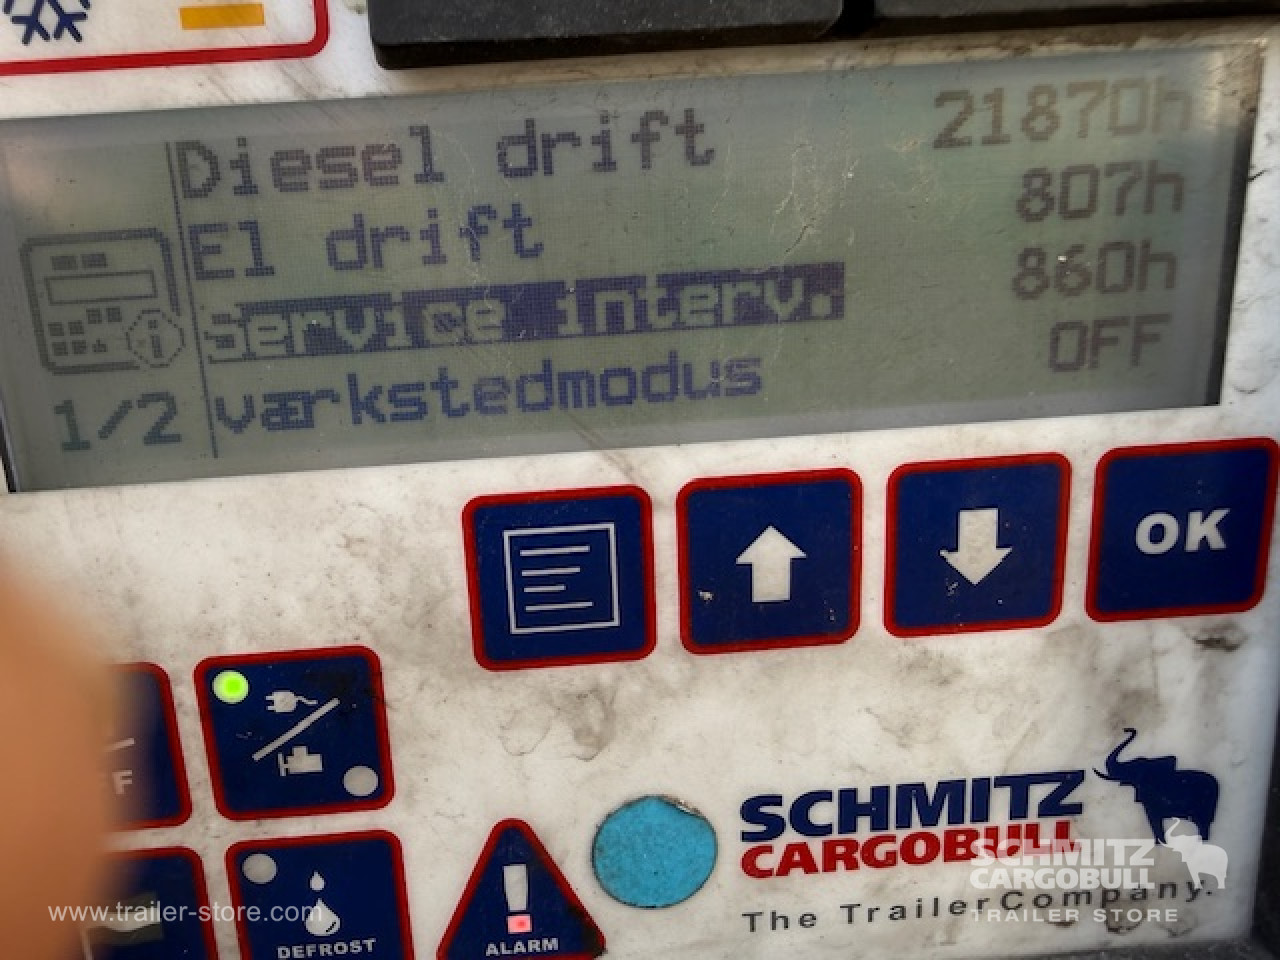 Diesel drift 21870h
El drift 807h
Service interv. 860h
1/2 værkstedmodus OFF
OK
F
DEFROST
ALARM
SCHMITZ
CARGOBULL
The TrailerCompany.
SCHMITZ
CARGOBULL
TRAILER STORE
www.trailer-store.com